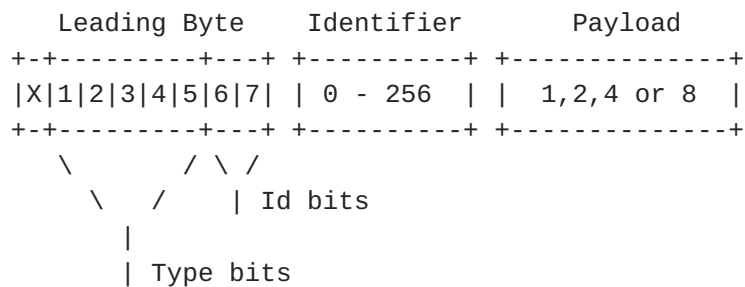 Leading Byte    Identifier       Payload
+-+---------+---+ +----------+ +--------------+
|X|1|2|3|4|5|6|7| | 0 - 256  | |  1,2,4 or 8  |
+-+---------+---+ +----------+ +--------------+
   \       / \ /
     \   /    | Id bits
       |
       | Type bits